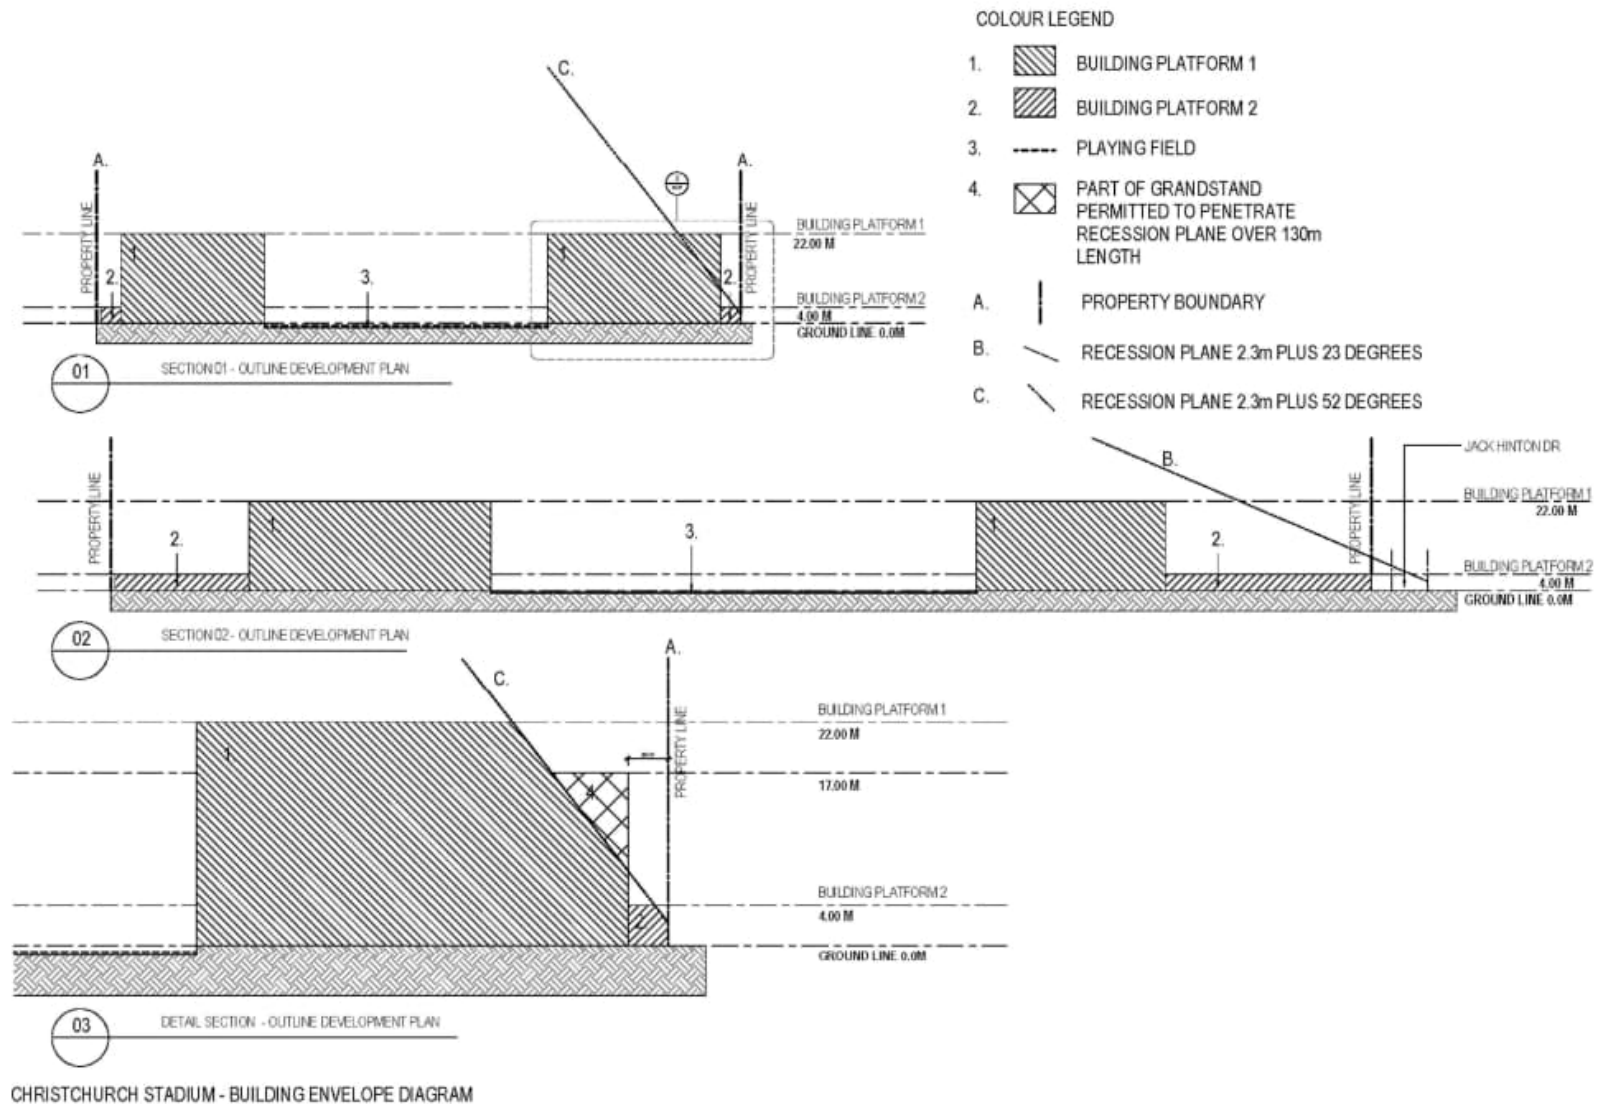 COLOUR LEGEND
1. BUILDING PLATFORM 1
2. BUILDING PLATFORM 2
3. PLAYING FIELD
4. PART OF GRANDSTAND
PERMITTED TO PENETRATE
RECESSION PLANE OVER 130m
LENGTH
A. PROPERTY BOUNDARY
B. RECESSION PLANE 2.3m PLUS 23 DEGREES
C. RECESSION PLANE 2.3m PLUS 52 DEGREES
C.
A.
A.
PROPERTY LINE
PROPERTY LINE
1.
2.
3.
1.
2.
BUILDING PLATFORM 1
22.00 M
BUILDING PLATFORM 2
4.00 M
GROUND LINE 0.0M
01
SECTION 01 - OUTLINE DEVELOPMENT PLAN
B.
JACK HINTON DR
PROPERTY LINE
PROPERTY LINE
1.
2.
3.
1.
2.
BUILDING PLATFORM 1
22.00 M
BUILDING PLATFORM 2
4.00 M
GROUND LINE 0.0M
02
SECTION 02 - OUTLINE DEVELOPMENT PLAN
C.
A.
PROPERTY LINE
1.
4
2.
BUILDING PLATFORM 1
22.00 M
17.00 M
BUILDING PLATFORM 2
4.00 M
GROUND LINE 0.0M
03
DETAIL SECTION - OUTLINE DEVELOPMENT PLAN
CHRISTCHURCH STADIUM - BUILDING ENVELOPE DIAGRAM